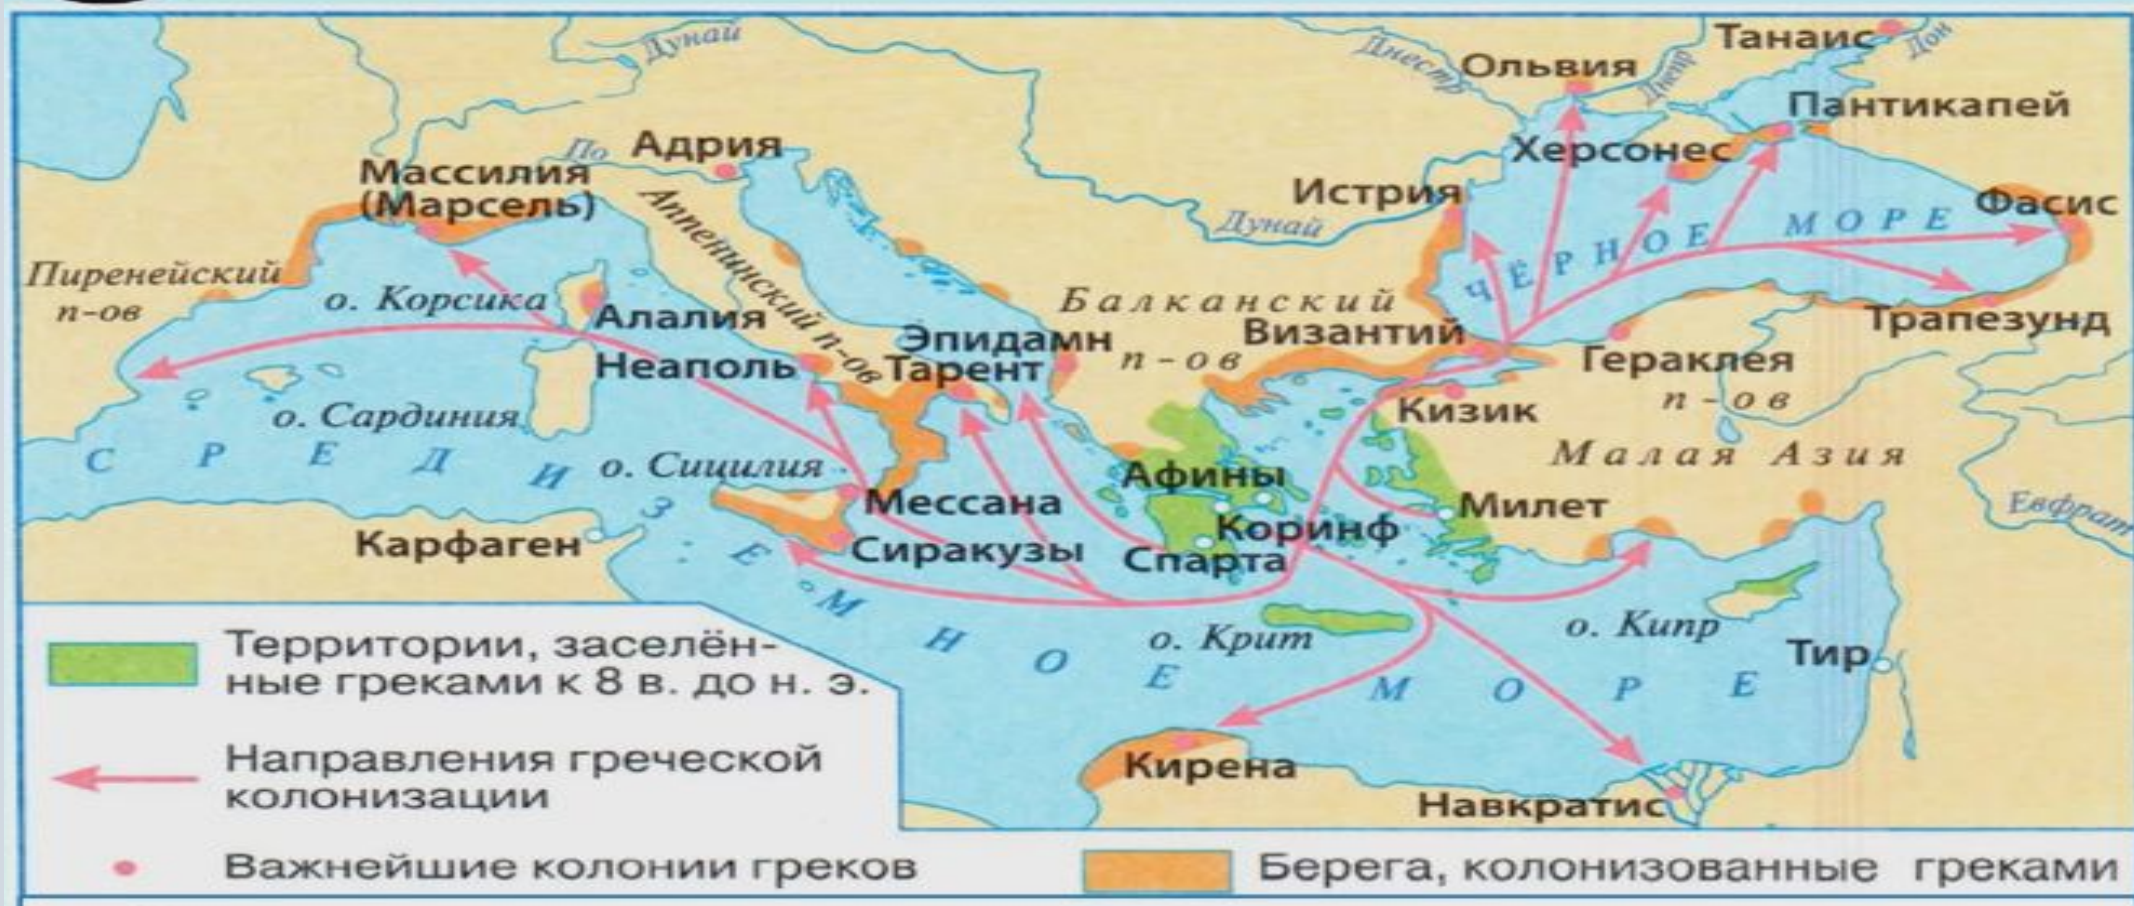 Дунай
Днестр
Днепр
Танаис
Дон
Ольвия
Пантикапей
Херсонес
По
Адрия
Массилия
(Марсель)
Истрия
Фасис
Аппенинский п-ов
Дунай
ЧЁРНОЕ МОРЕ
Пиренейский
п-ов
о. Корсика
Алалия
Балканский
п-ов
Эпидамн
Византий
Трапезунд
Неаполь
Тарент
Гераклея
п-ов
Кизик
о. Сардиния
Малая Азия
СРЕДИЗЕМНОЕ МОРЕ
о. Сицилия
Афины
Мессана
Милет
Евфрат
Карфаген
Коринф
Сиракузы
Спарта
о. Крит
о. Кипр
Тир
Кирена
Навкратис
Территории, заселён-
ные греками к 8 в. до н. э.
Направления греческой
колонизации
Важнейшие колонии греков
Берега, колонизованные греками